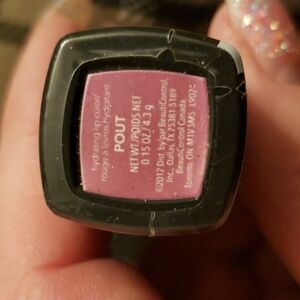 hydrating lip color/
rouge à lèvres hydratant
POUT
NET WT./POIDS NET
0.15 OZ / 4.3 g
©2012 Dist. by/par BeautiControl,
Inc., Dallas, TX 75381-5189
BeautiControl Canada,
Toronto, ON M1V 5M5